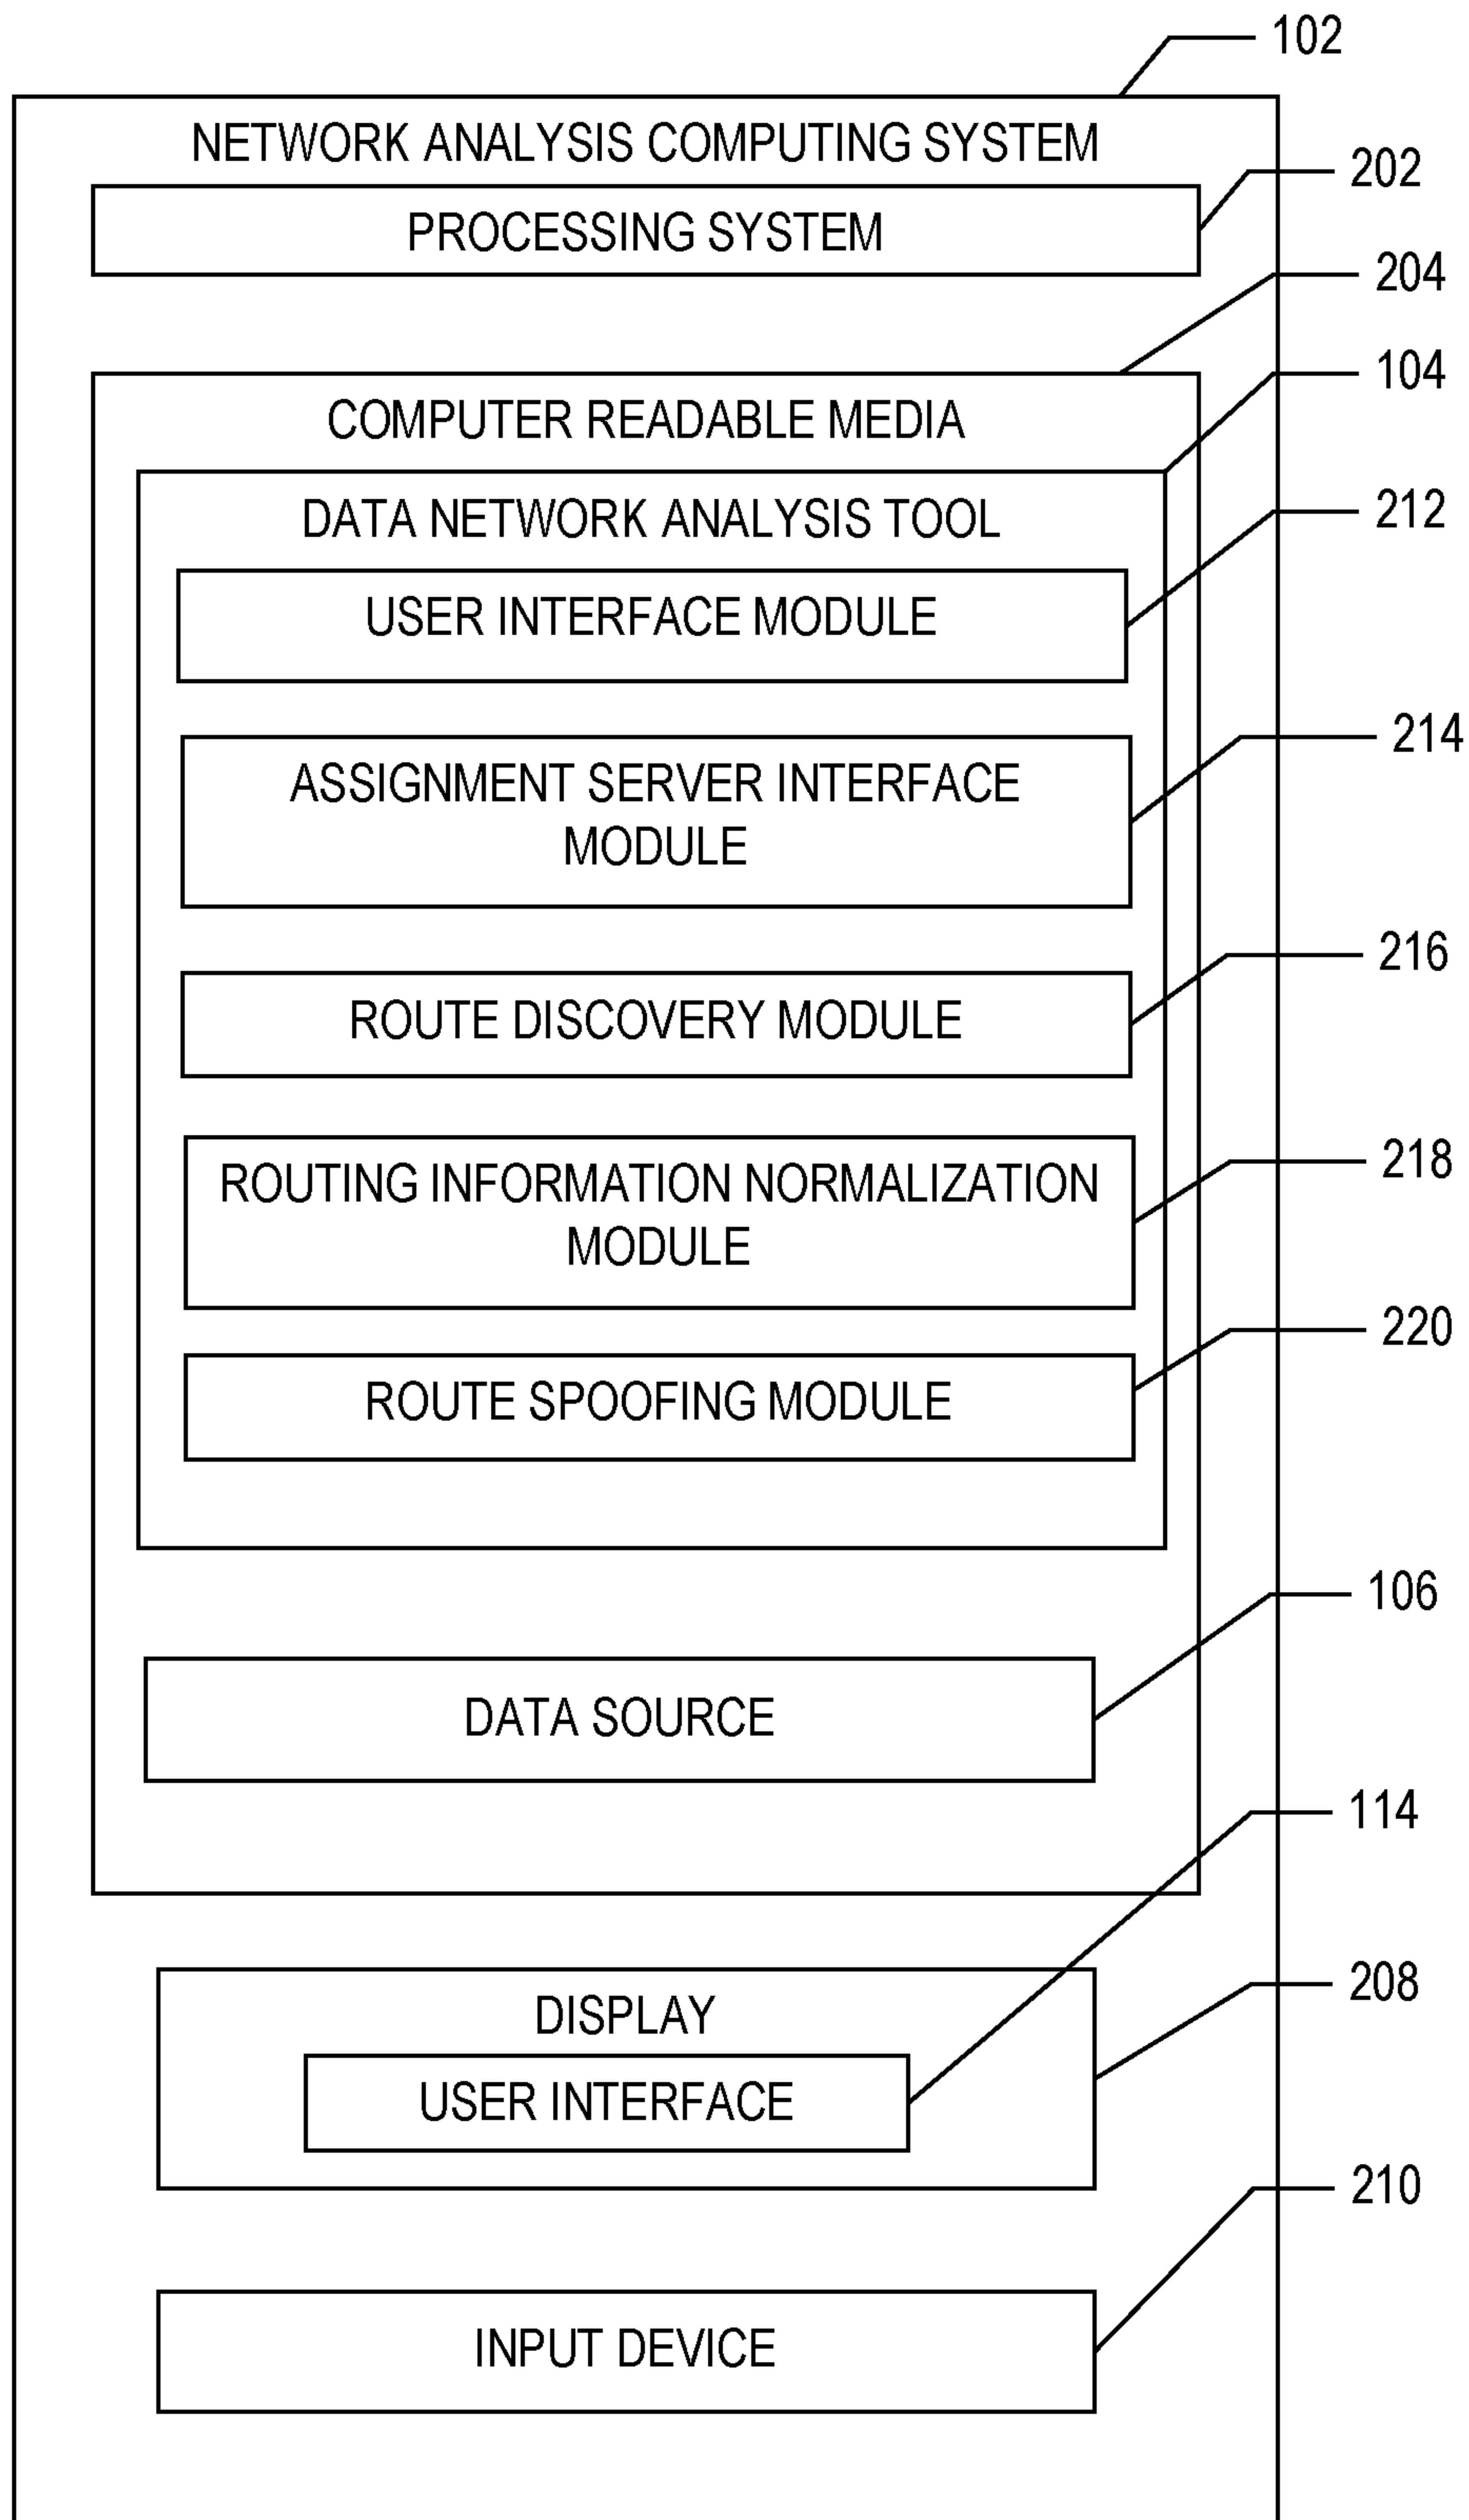 102
NETWORK ANALYSIS COMPUTING SYSTEM
202
PROCESSING SYSTEM
204
104
COMPUTER READABLE MEDIA
212
DATA NETWORK ANALYSIS TOOL
USER INTERFACE MODULE
214
ASSIGNMENT SERVER INTERFACE
MODULE
216
ROUTE DISCOVERY MODULE
218
ROUTING INFORMATION NORMALIZATION
MODULE
220
ROUTE SPOOFING MODULE
106
DATA SOURCE
114
208
DISPLAY
USER INTERFACE
210
INPUT DEVICE